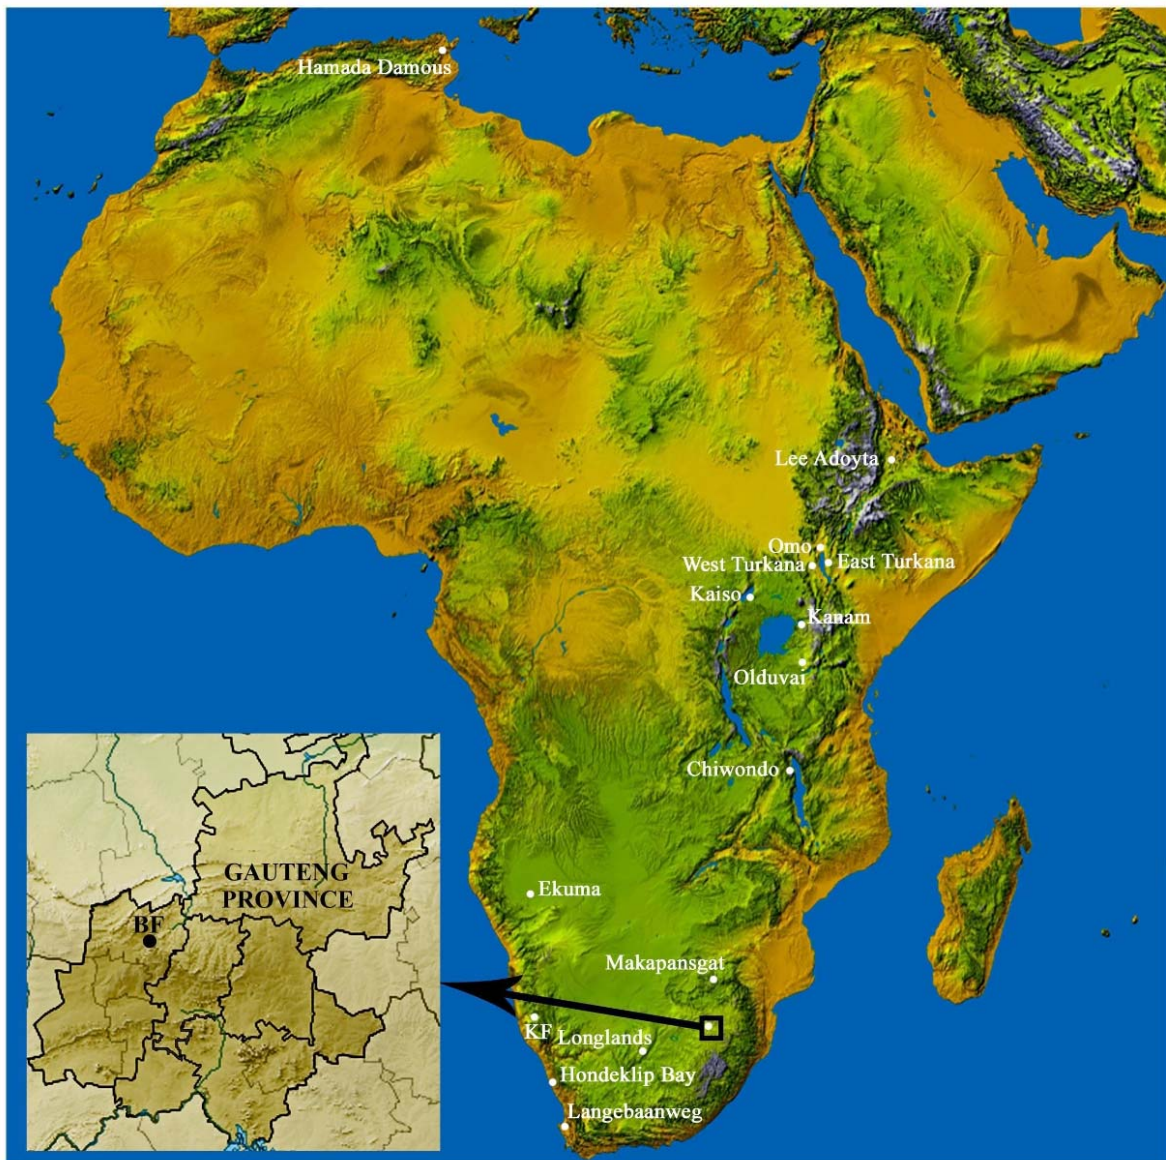 Hamada Damous
Lee Adoyta
Omo
West Turkana
East Turkana
Kaiso
Kanam
Olduvai
Chiwondo
GAUTENG
PROVINCE
BF
Ekuma
Makapansgat
KF
Longlands
Hondeklip Bay
Langebaanweg